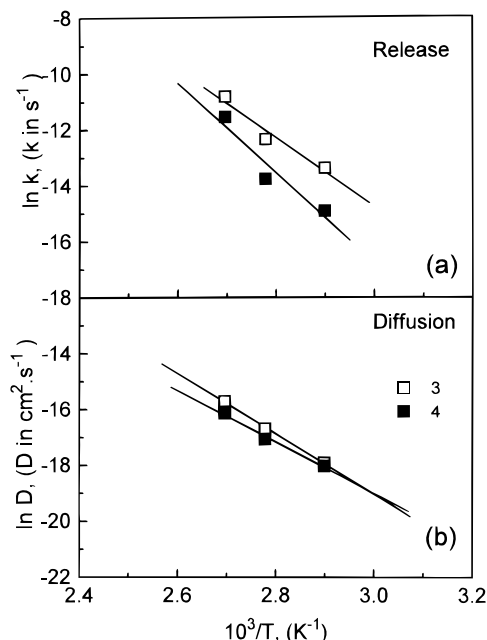 -8
Release
-10
-12
-14
-16
-18
ln k, (k in s⁻¹)
(a)
Diffusion
-14
3
4
-16
-18
-20
-22
ln D, (D in cm².s⁻¹)
(b)
2.4 2.6 2.8 3.0 3.2
10³/T, (K⁻¹)